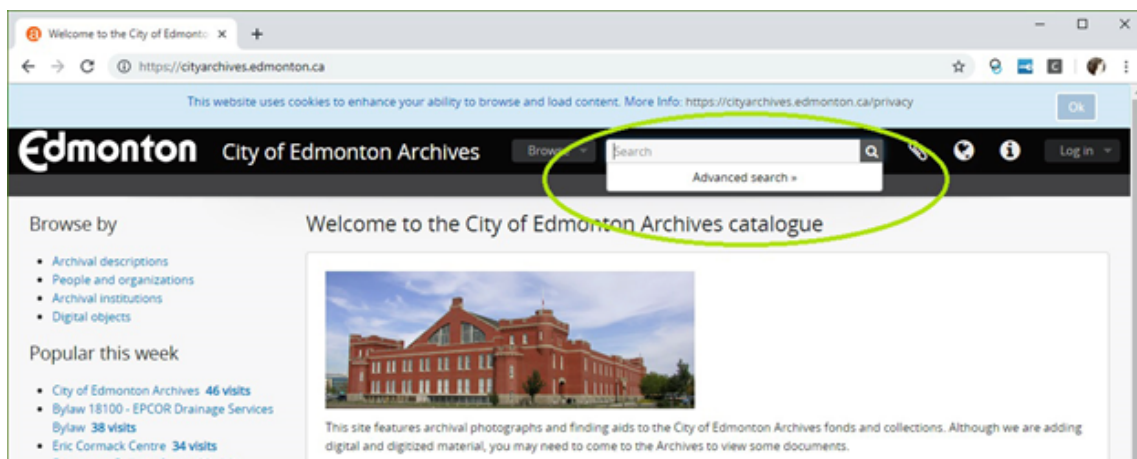 Welcome to the City of Edmonto
https://cityarchives.edmonton.ca
This website uses cookies to enhance your ability to browse and load content. More Info: https://cityarchives.edmonton.ca/privacy
Ok
Edmonton City of Edmonton Archives Browse Search Log in
Advanced search »
Browse by
Archival descriptions
People and organizations
Archival institutions
Digital objects
Popular this week
City of Edmonton Archives 46 visits
Bylaw 18100 - EPCOR Drainage Services
Bylaw 38 visits
Eric Cormack Centre 34 visits
Welcome to the City of Edmonton Archives catalogue
This site features archival photographs and finding aids to the City of Edmonton Archives fonds and collections. Although we are adding
digital and digitized material, you may need to come to the Archives to view some documents.